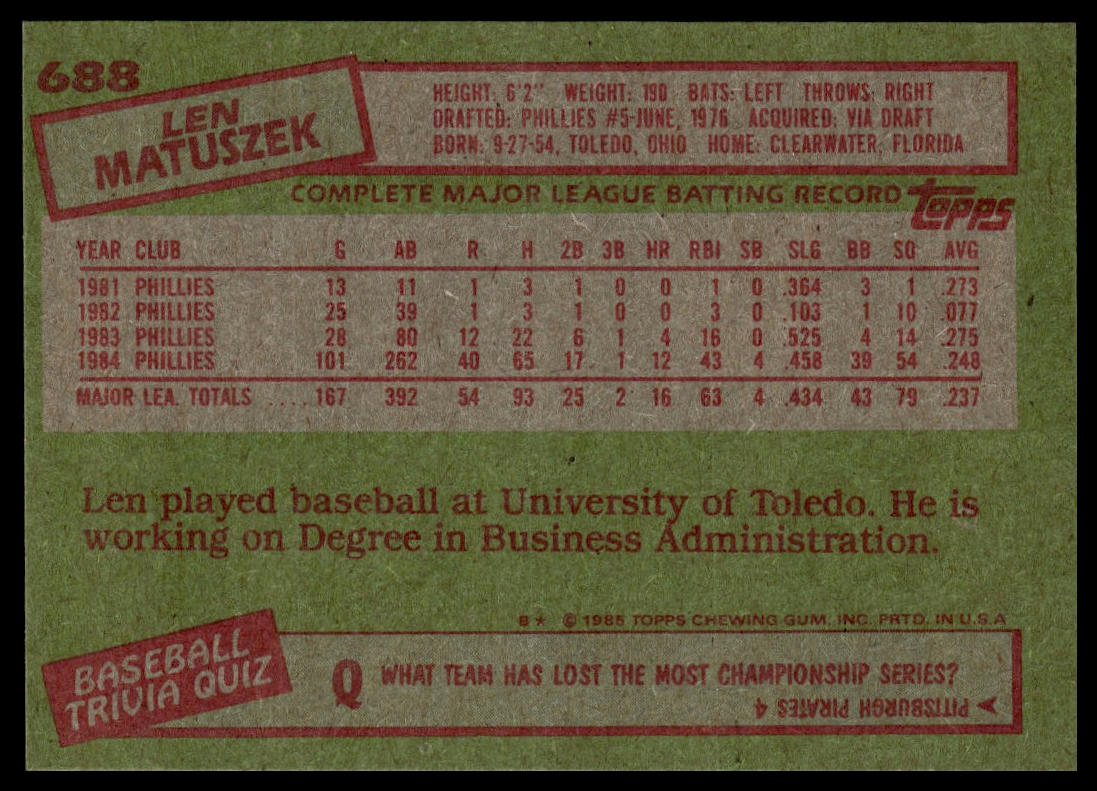 688
LEN
MATUSZEK
HEIGHT: 6'2" WEIGHT: 190 BATS: LEFT THROWS: RIGHT
DRAFTED: PHILLIES #5-JUNE, 1976 ACQUIRED: VIA DRAFT
BORN: 9-27-54, TOLEDO, OHIO HOME: CLEARWATER, FLORIDA
COMPLETE MAJOR LEAGUE BATTING RECORD
Topps
YEAR CLUB G AB R H 2B 3B HR RBI SB SLG BB SO AVG
1981 PHILLIES 13 11 1 3 1 0 0 1 0 .364 3 1 .273
1982 PHILLIES 25 39 1 3 1 0 0 3 0 .103 1 10 .077
1983 PHILLIES 28 80 12 22 6 1 4 16 0 .525 4 14 .275
1984 PHILLIES 101 262 40 65 17 1 12 43 4 .458 39 54 .248
MAJOR LEA. TOTALS ....167 392 54 93 25 2 16 63 4 .434 43 79 .237
Len played baseball at University of Toledo. He is
working on Degree in Business Administration.
B★ © 1985 TOPPS CHEWING GUM, INC. PRTD. IN U.S.A
BASEBALL
TRIVIA QUIZ
Q WHAT TEAM HAS LOST THE MOST CHAMPIONSHIP SERIES?
A PITTSBURGH PIRATES 4